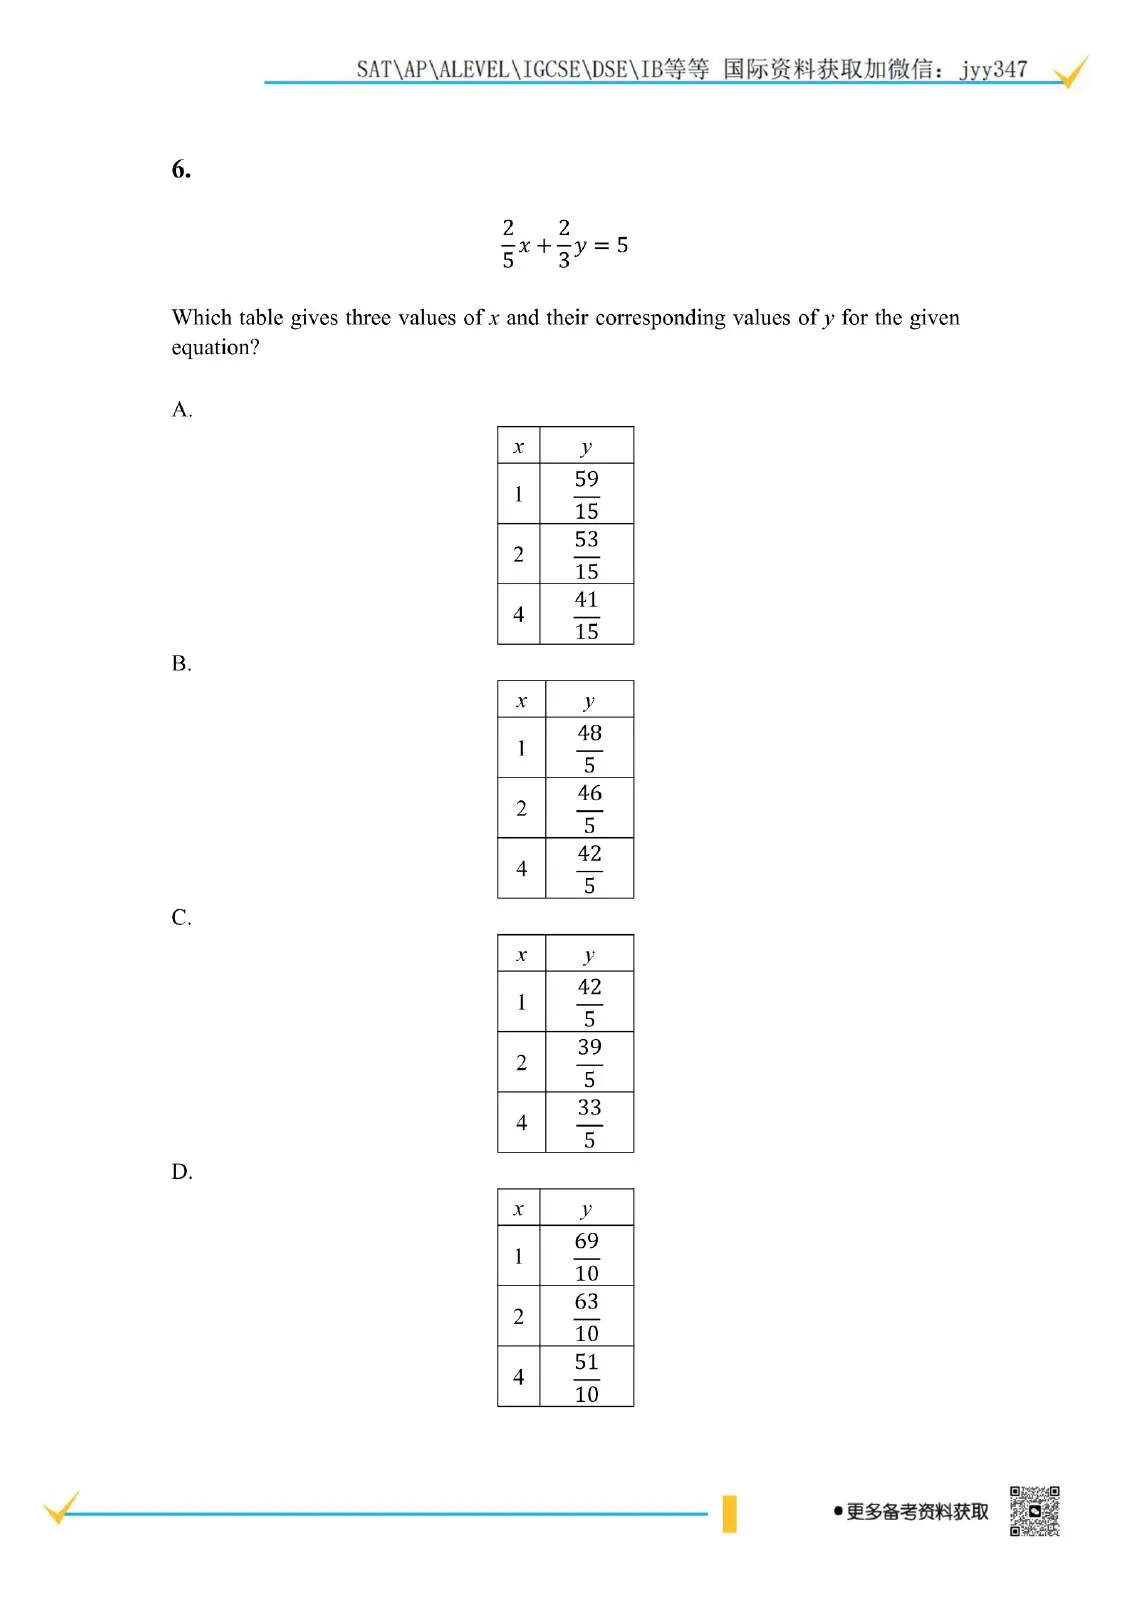 SAT\AP\ALEVEL\IGCSE\DSE\IB等等 国际资料获取加微信：jyy347
6.
2/5 x + 2/3 y = 5
Which table gives three values of x and their corresponding values of y for the given
equation?
A.
x y
1 59/15
2 53/15
4 41/15
B.
x y
1 48/5
2 46/5
4 42/5
C.
x y
1 42/5
2 39/5
4 33/5
D.
x y
1 69/10
2 63/10
4 51/10
●更多备考资料获取